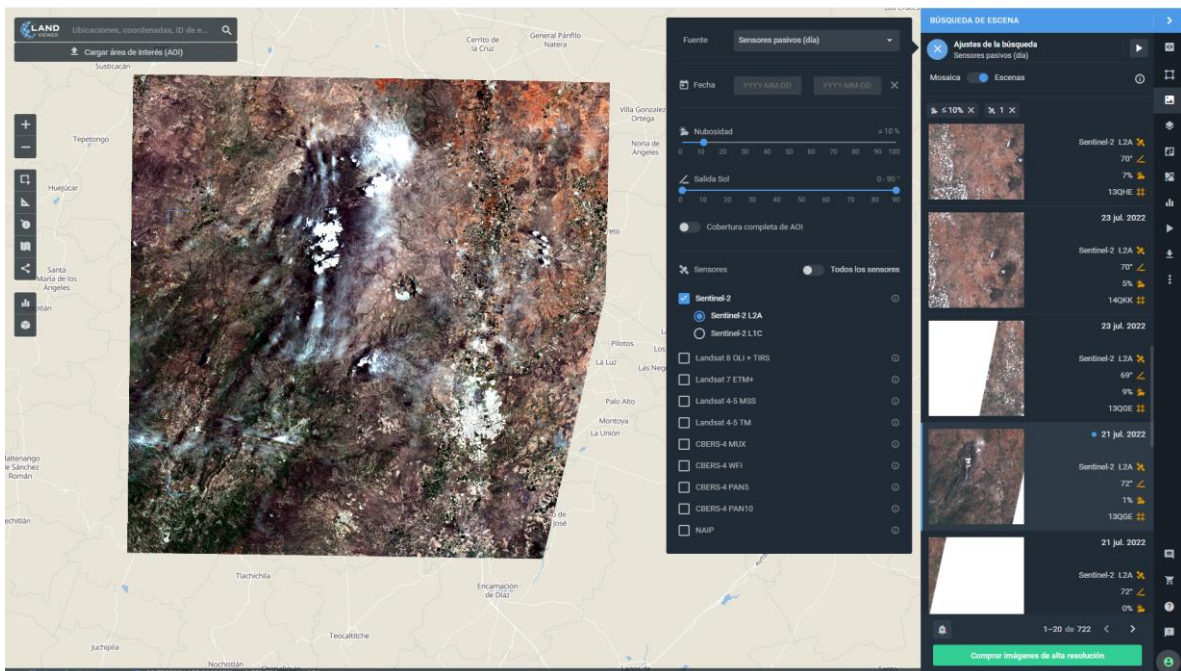 LAND
VIEWER
Ubicaciones, coordenadas, ID de e...
Cargar área de interés (AOI)
Susticacán
Cerrito de
la Cruz
General Pánfilo
Natera
Villa Gonzalez
Ortega
Noria de
Angeles
Tepetongo
Huejúcar
Santa
María de los
Ángeles
Pilotos
La Luz
Palo Alto
Montoya
La Unión
de Sánchez
Román
José
Tlachichila
Encarnación
de Díaz
Teocaltitche
Juchipila
Nochistlán
Fuente
Sensores pasivos (día)
Fecha
YYYY-MM-DD
YYYY-MM-DD
Nubosidad
≤ 10 %
0 10 20 30 40 50 60 70 80 90 100
Salida Sol
0 - 90 °
0 10 20 30 40 50 60 70 80 90
Cobertura completa de AOI
Sensores
Todos los sensores
Sentinel-2
Sentinel-2 L2A
Sentinel-2 L1C
Landsat 8 OLI + TIRS
Landsat 7 ETM+
Landsat 4-5 MSS
Landsat 4-5 TM
CBERS-4 MUX
CBERS-4 WFI
CBERS-4 PAN5
CBERS-4 PAN10
NAIP
BÚSQUEDA DE ESCENA
Ajustes de la búsqueda
Sensores pasivos (día)
Mosaica
Escenas
≤ 10%
1
Sentinel-2 L2A
70°
7%
13QHE
23 jul. 2022
Sentinel-2 L2A
70°
5%
14QKK
23 jul. 2022
Sentinel-2 L2A
69°
9%
13QGE
21 jul. 2022
Sentinel-2 L2A
72°
1%
13QGE
21 jul. 2022
Sentinel-2 L2A
72°
0%
1–20 de 722
Comprar imágenes de alta resolución